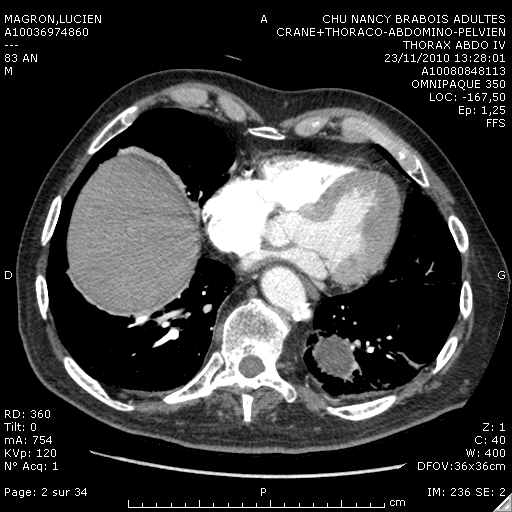 MAGRON,LUCIEN
A10036974860
---
83 AN
M
A
CHU NANCY BRABOIS ADULTES
CRANE+THORACO-ABDOMINO-PELVIEN
THORAX ABDO IV
23/11/2010 13:28:01
A10080848113
OMNIPAQUE 350
LOC: -167,50
Ep: 1,25
FFS
D
G
RD: 360
Tilt: 0
mA: 754
KVp: 120
N° Acq: 1
Page: 2 sur 34
P
cm
Z: 1
C: 40
W: 400
DFOV:36x36cm
IM: 236 SE: 2